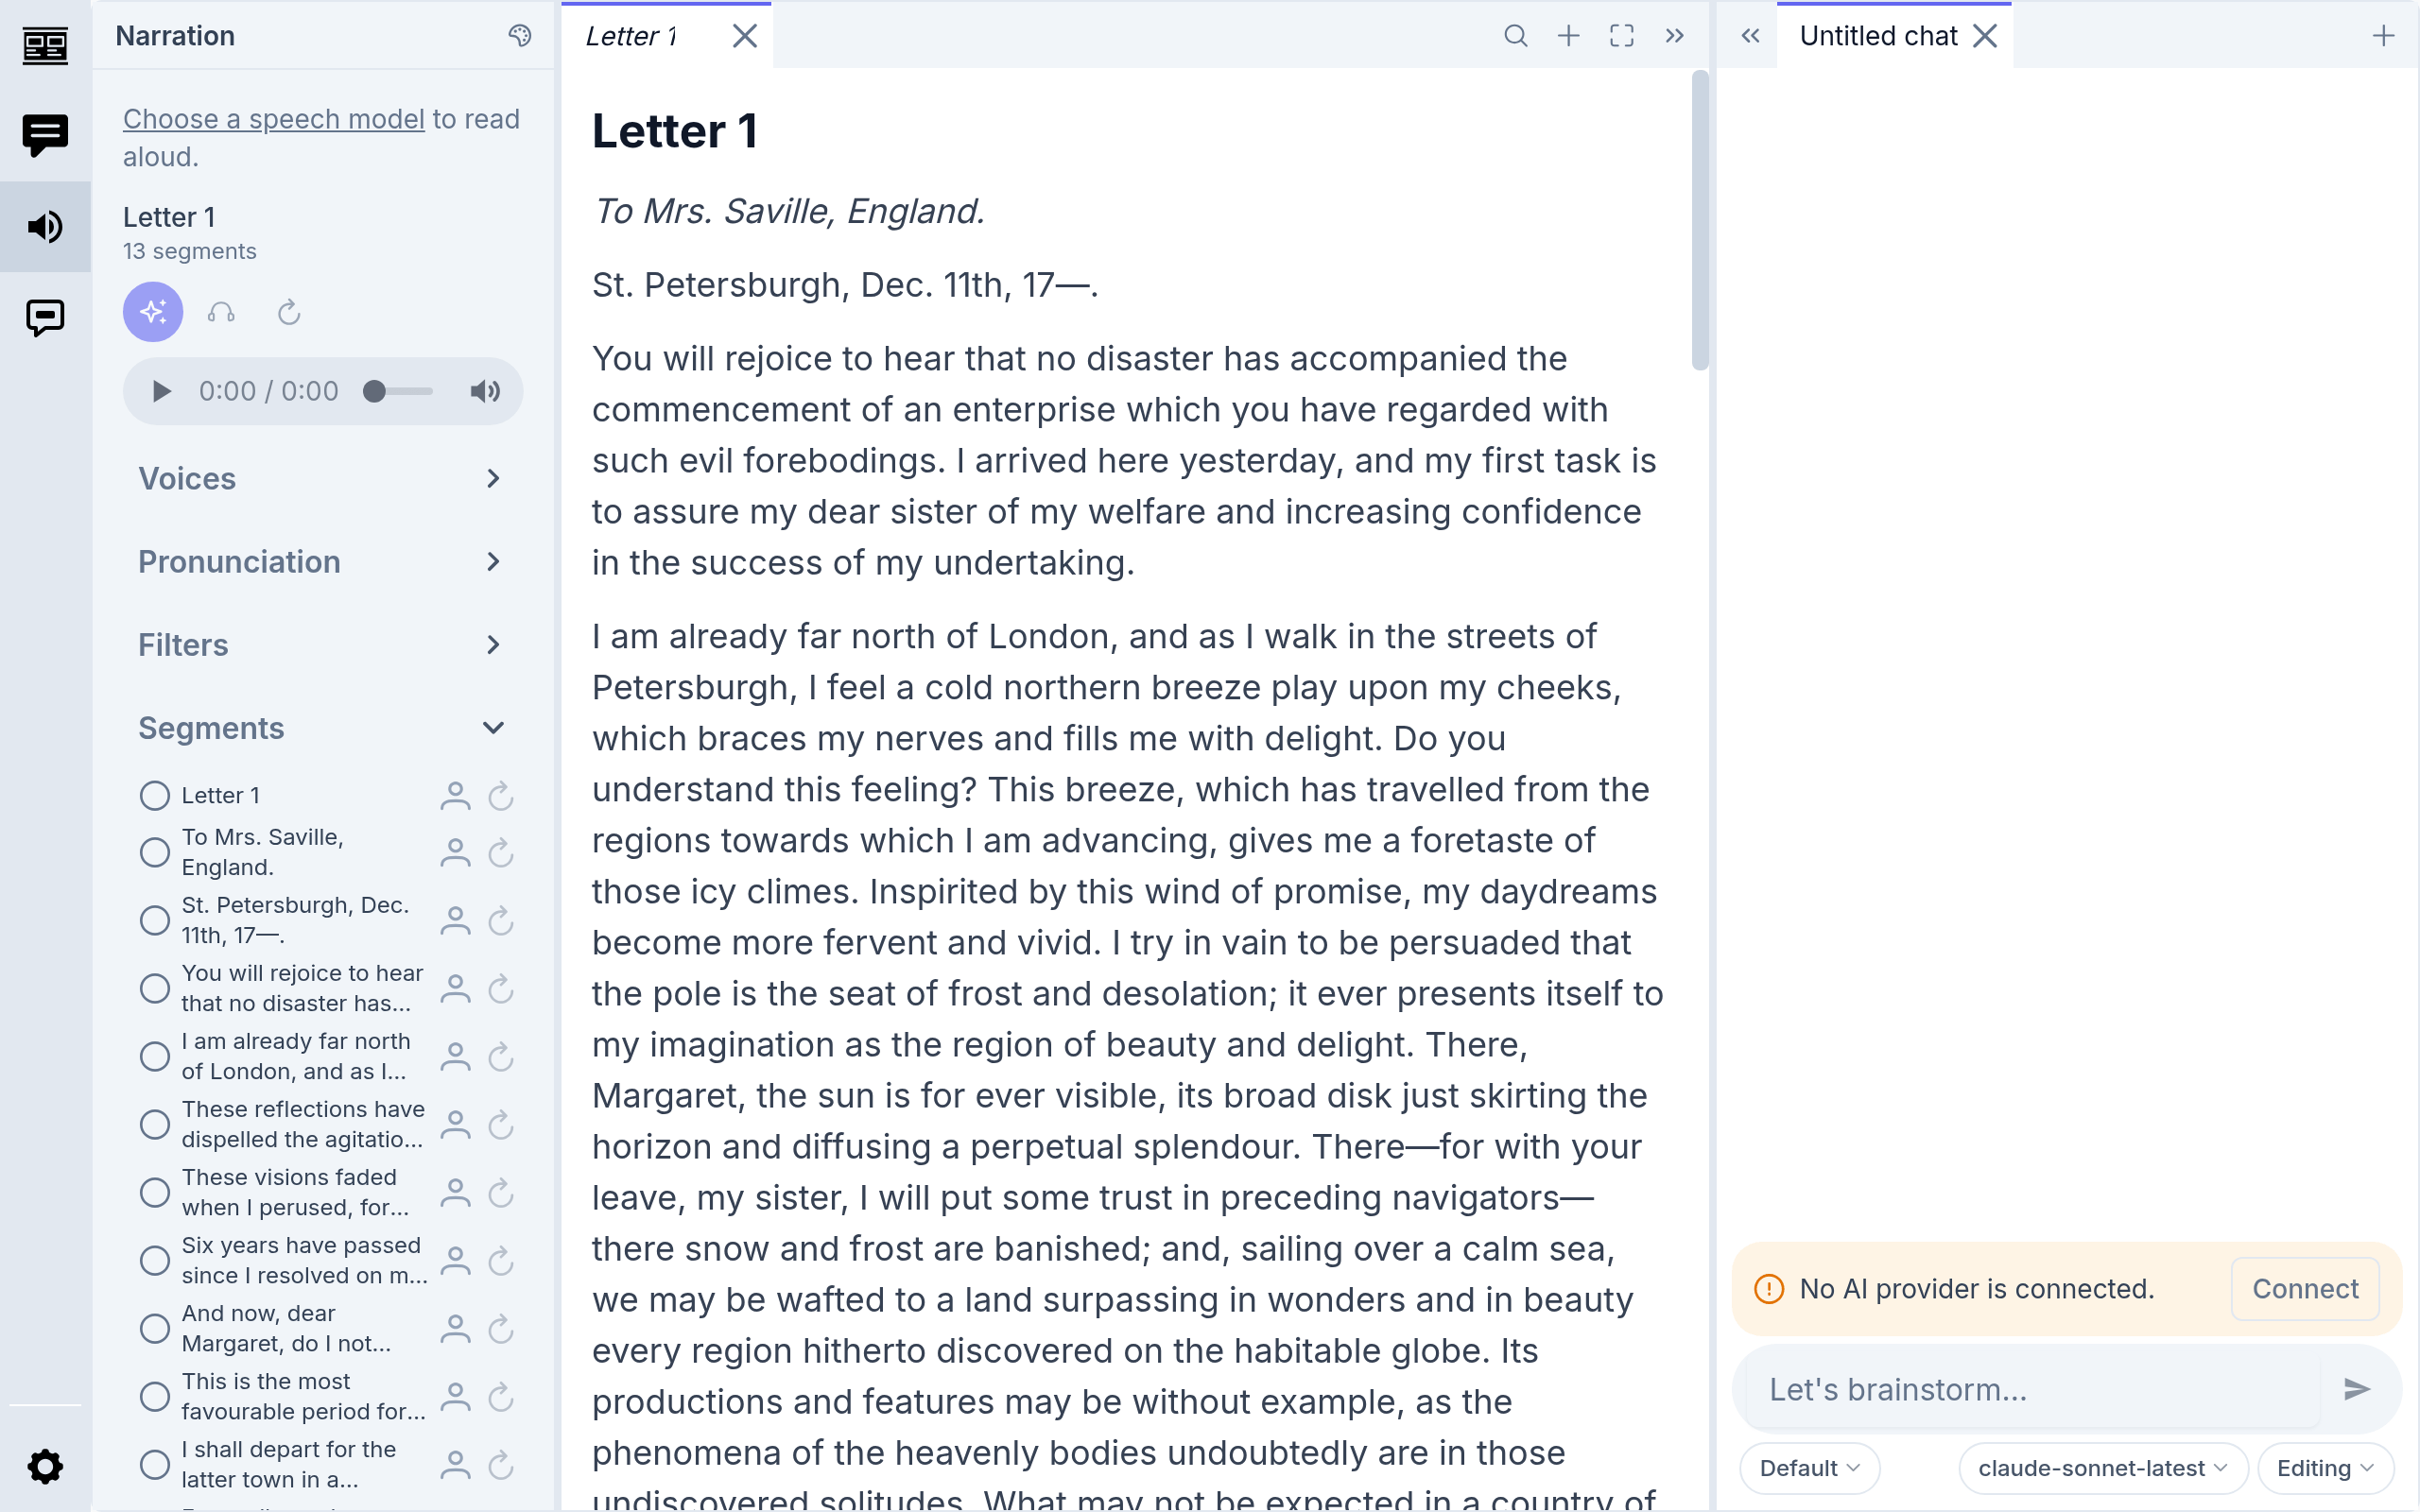 Narration
Choose a speech model to read
aloud.
Letter 1
13 segments
0:00 / 0:00
Voices
Pronunciation
Filters
Segments
Letter 1
To Mrs. Saville,
England.
St. Petersburgh, Dec.
11th, 17—.
You will rejoice to hear
that no disaster has...
I am already far north
of London, and as I...
These reflections have
dispelled the agitatio...
These visions faded
when I perused, for...
Six years have passed
since I resolved on m...
And now, dear
Margaret, do I not...
This is the most
favourable period for...
I shall depart for the
latter town in a...
Letter 1
Letter 1
To Mrs. Saville, England.
St. Petersburgh, Dec. 11th, 17—.
You will rejoice to hear that no disaster has accompanied the
commencement of an enterprise which you have regarded with
such evil forebodings. I arrived here yesterday, and my first task is
to assure my dear sister of my welfare and increasing confidence
in the success of my undertaking.
I am already far north of London, and as I walk in the streets of
Petersburgh, I feel a cold northern breeze play upon my cheeks,
which braces my nerves and fills me with delight. Do you
understand this feeling? This breeze, which has travelled from the
regions towards which I am advancing, gives me a foretaste of
those icy climes. Inspirited by this wind of promise, my daydreams
become more fervent and vivid. I try in vain to be persuaded that
the pole is the seat of frost and desolation; it ever presents itself to
my imagination as the region of beauty and delight. There,
Margaret, the sun is for ever visible, its broad disk just skirting the
horizon and diffusing a perpetual splendour. There—for with your
leave, my sister, I will put some trust in preceding navigators—
there snow and frost are banished; and, sailing over a calm sea,
we may be wafted to a land surpassing in wonders and in beauty
every region hitherto discovered on the habitable globe. Its
productions and features may be without example, as the
phenomena of the heavenly bodies undoubtedly are in those
undiscovered solitudes. What may not be expected in a country of
Untitled chat
No AI provider is connected.
Connect
Let's brainstorm...
Default
claude-sonnet-latest
Editing